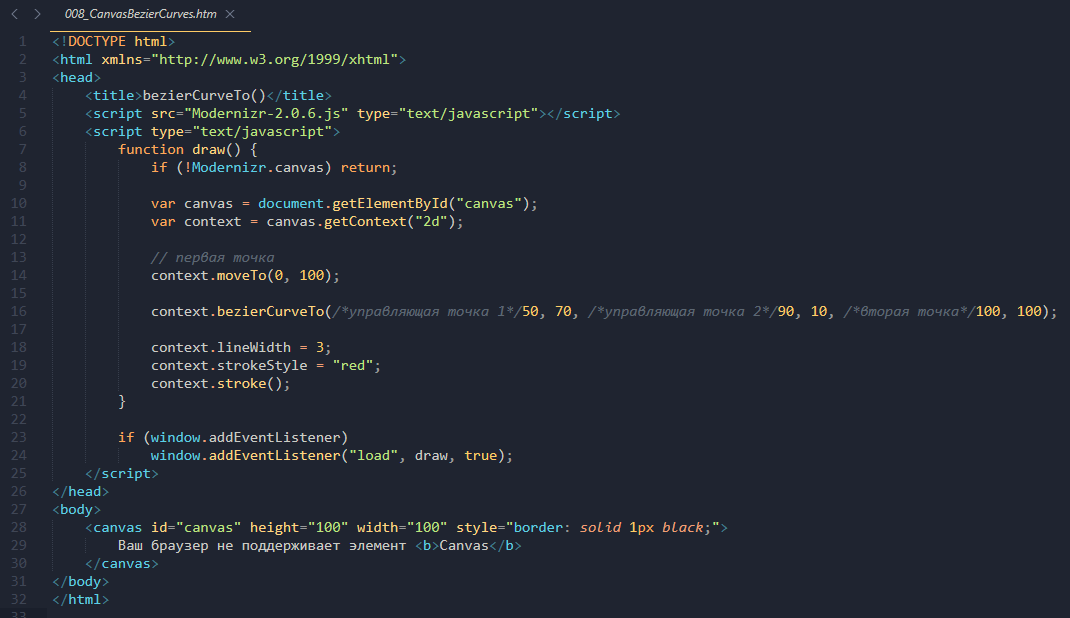 008_CanvasBezierCurves.htm
1 <!DOCTYPE html>
2 <html xmlns="http://www.w3.org/1999/xhtml">
3 <head>
4 <title>bezierCurveTo()</title>
5 <script src="Modernizr-2.0.6.js" type="text/javascript"></script>
6 <script type="text/javascript">
7 function draw() {
8 if (!Modernizr.canvas) return;
9
10 var canvas = document.getElementById("canvas");
11 var context = canvas.getContext("2d");
12
13 // первая точка
14 context.moveTo(0, 100);
15
16 context.bezierCurveTo(/*управляющая точка 1*/50, 70, /*управляющая точка 2*/90, 10, /*вторая точка*/100, 100);
17
18 context.lineWidth = 3;
19 context.strokeStyle = "red";
20 context.stroke();
21 }
22
23 if (window.addEventListener)
24 window.addEventListener("load", draw, true);
25 </script>
26 </head>
27 <body>
28 <canvas id="canvas" height="100" width="100" style="border: solid 1px black;">
29 Ваш браузер не поддерживает элемент <b>Canvas</b>
30 </canvas>
31 </body>
32 </html>
33